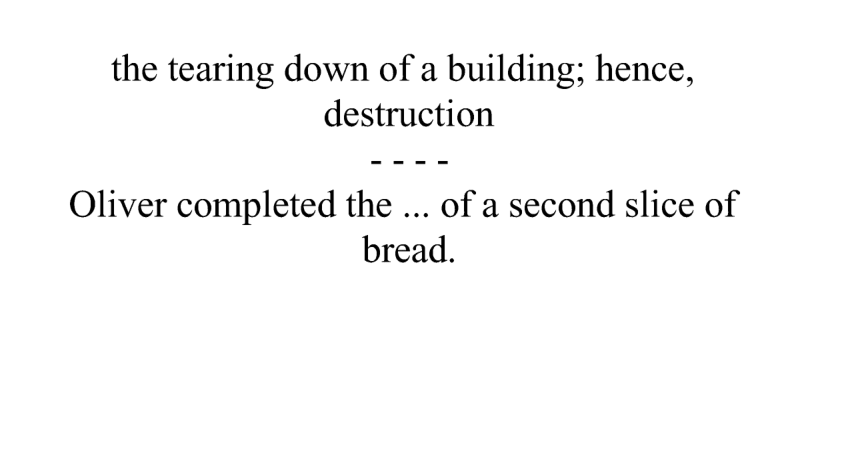 the tearing down of a building; hence,
destruction
- - - -
Oliver completed the ... of a second slice of
bread.